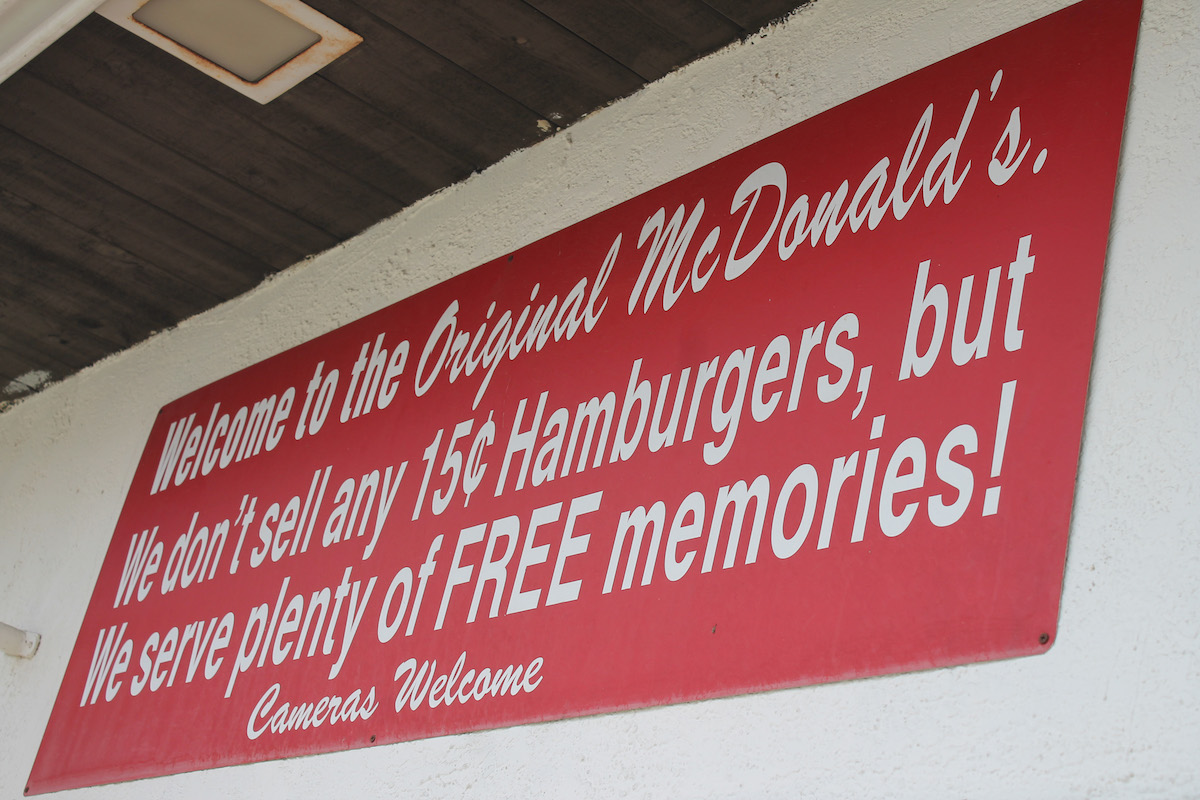 Welcome to the Original McDonald's.
We don't sell any 15¢ Hamburgers, but
We serve plenty of FREE memories!
Cameras Welcome